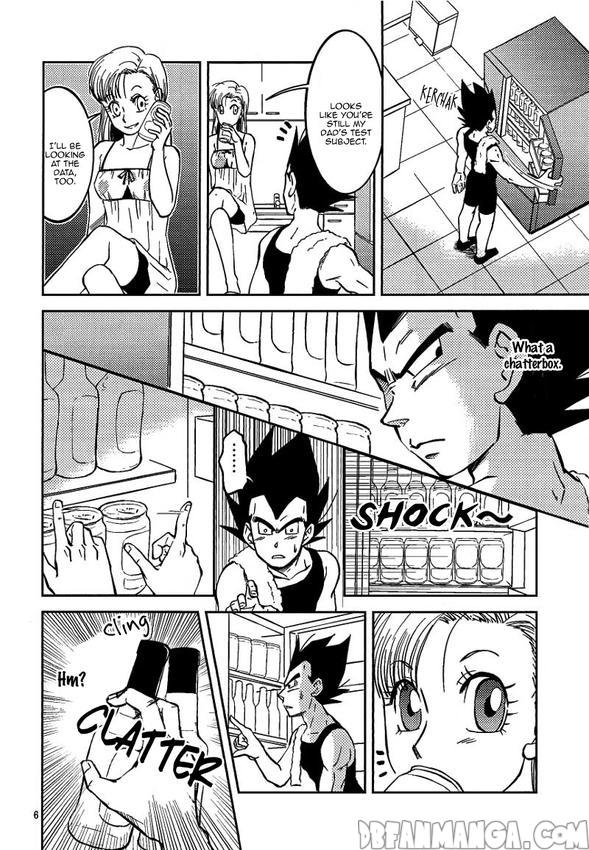 KERCHAK
LOOKS
LIKE YOU'RE
STILL MY
DAD'S TEST
SUBJECT.
I'LL BE
LOOKING
AT THE
DATA,
TOO.
What a
chatterbox.
SHOCK~
......
cling
Hm?
CLATTER
6
DBFANMANGA.COM